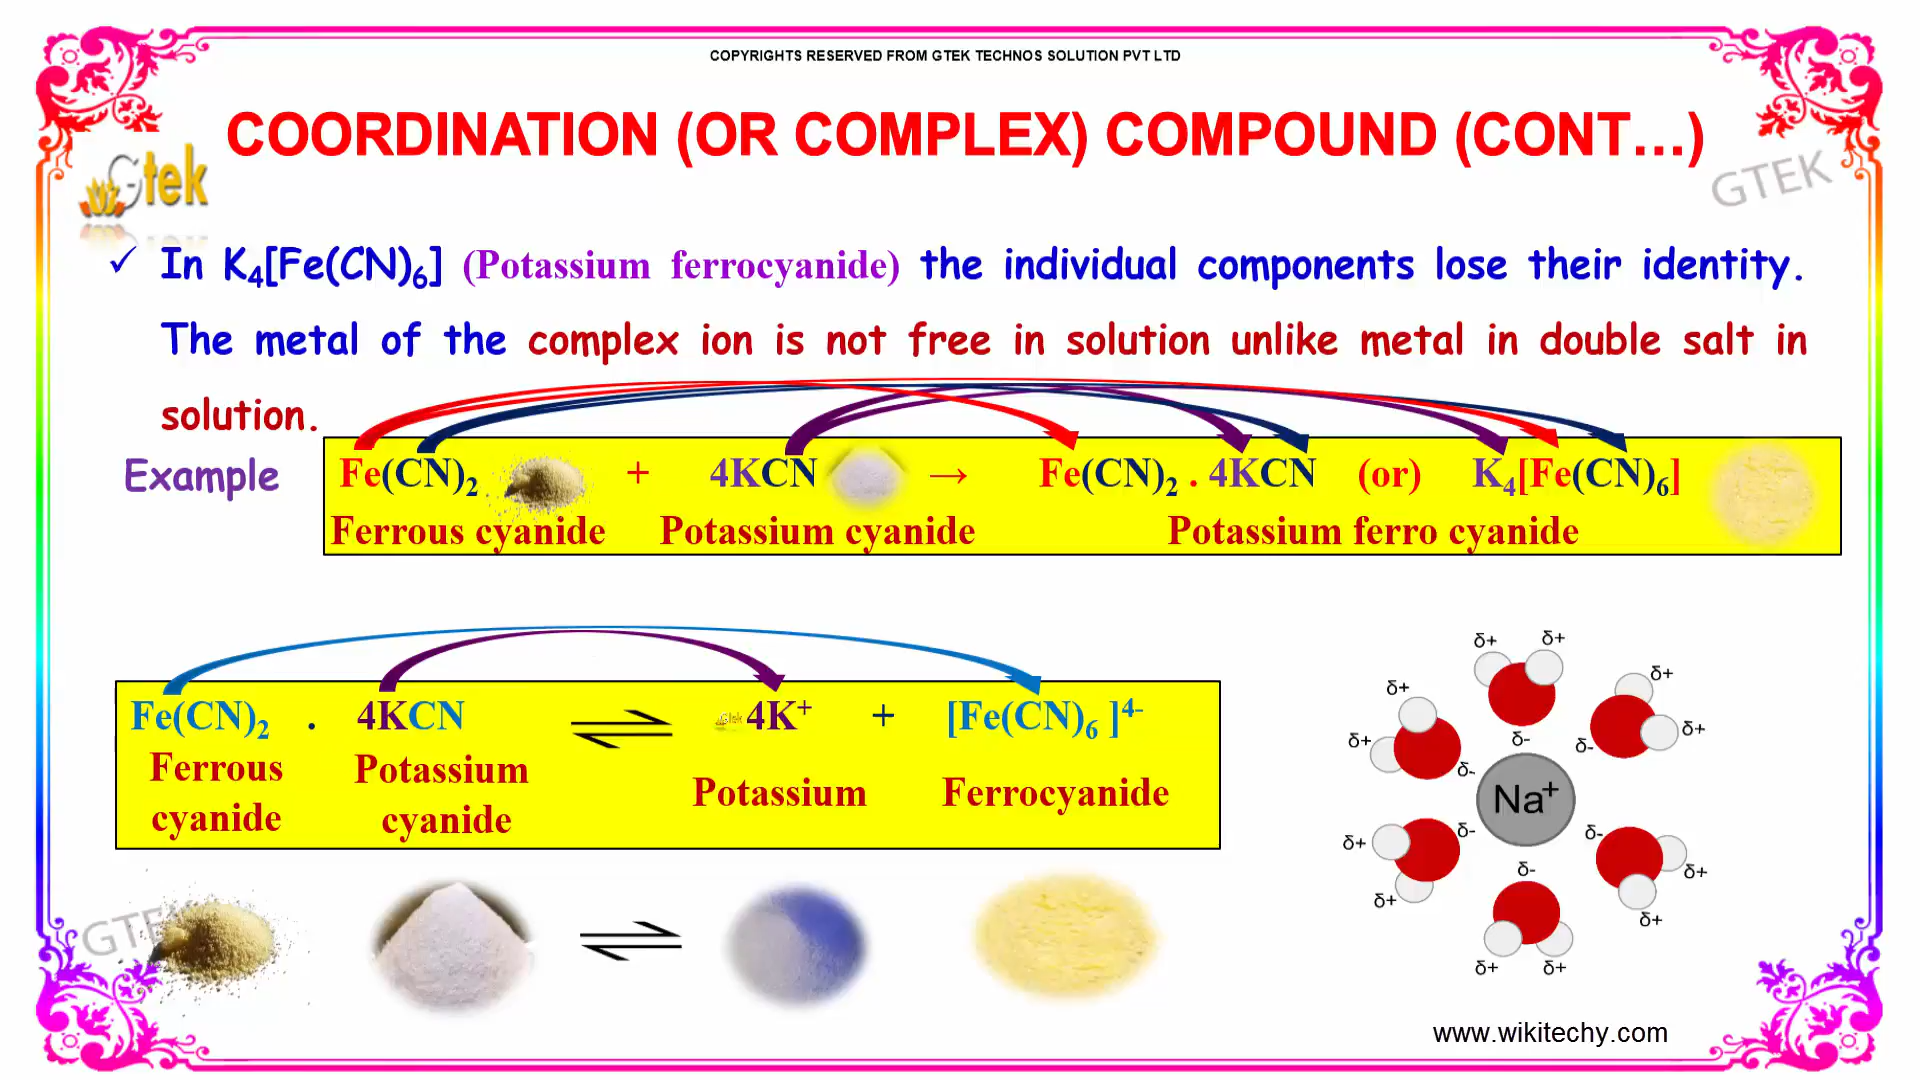 COPYRIGHTS RESERVED FROM GTEK TECHNOS SOLUTION PVT LTD
COORDINATION (OR COMPLEX) COMPOUND (CONT…)
Gtek
GTEK
✓ In K₄[Fe(CN)₆] (Potassium ferrocyanide) the individual components lose their identity.
The metal of the complex ion is not free in solution unlike metal in double salt in
solution.
Example
Fe(CN)₂ + 4KCN → Fe(CN)₂ . 4KCN (or) K₄[Fe(CN)₆]
Ferrous cyanide Potassium cyanide Potassium ferro cyanide
Fe(CN)₂ . 4KCN ⇌ Gtek 4K⁺ + [Fe(CN)₆ ]⁴⁻
Ferrous Potassium
cyanide cyanide
Potassium Ferrocyanide
⇌
δ+ δ+
δ+
δ+
δ+ δ-
δ+ δ- δ-
δ-
Na⁺
δ- δ-
δ+
δ- δ+
δ+
δ+
δ+ δ+
GTEK
www.wikitechy.com